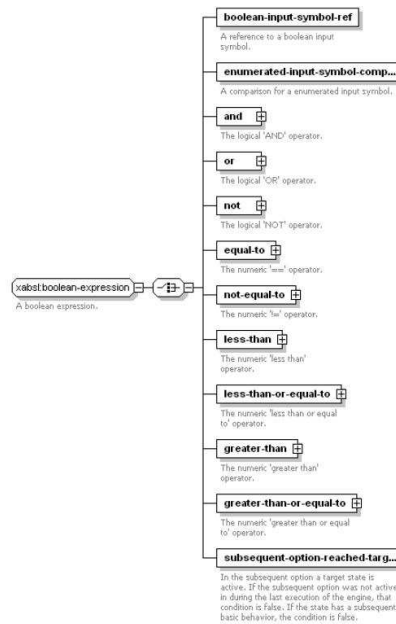 boolean-input-symbol-ref
A reference to a boolean input
symbol.
enumerated-input-symbol-comp...
A comparison for a enumerated input symbol.
and
The logical 'AND' operator.
or
The logical 'OR' operator.
not
The logical 'NOT' operator.
equal-to
The numeric '==' operator.
xabsl:boolean-expression
A boolean expression.
not-equal-to
The numeric '!=' operator.
less-than
The numeric 'less than'
operator.
less-than-or-equal-to
The numeric 'less than or equal
to' operator.
greater-than
The numeric 'greater than'
operator.
greater-than-or-equal-to
The numeric 'greater than or equal
to' operator.
subsequent-option-reached-targ...
In the subsequent option a target state is
active. If the subsequent option was not active
in during the last execution of the engine, that
condition is false. If the state has a subsequent
basic behavior, the condition is false.